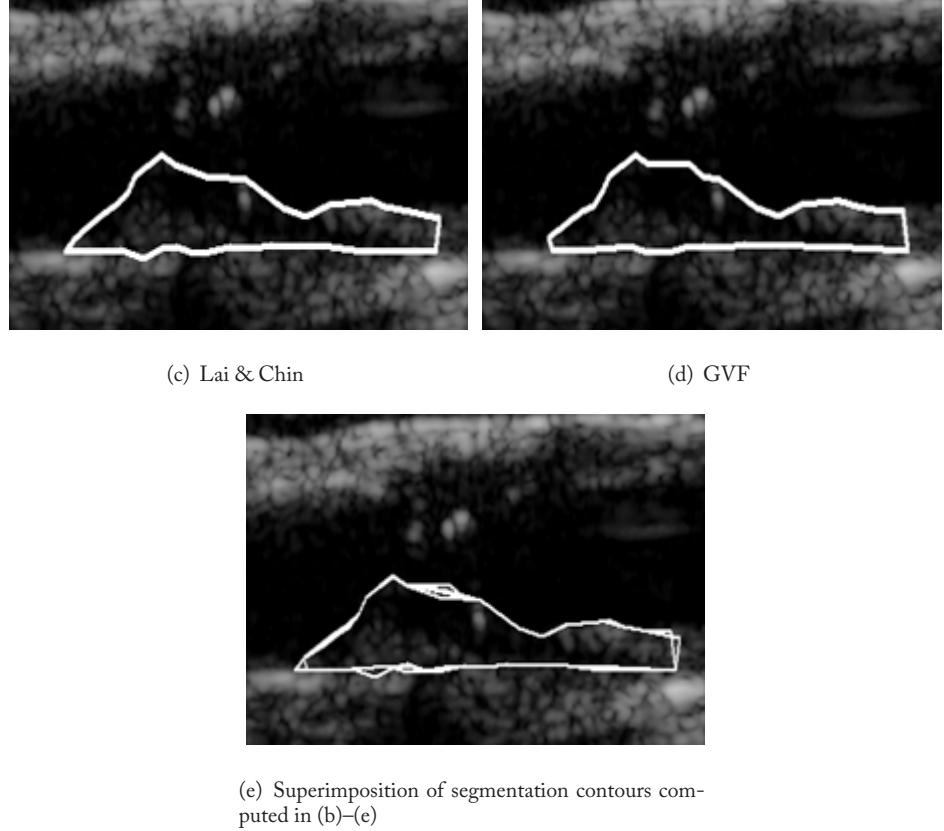 (c) Lai & Chin
(d) GVF
(e) Superimposition of segmentation contours com-
puted in (b)–(e)